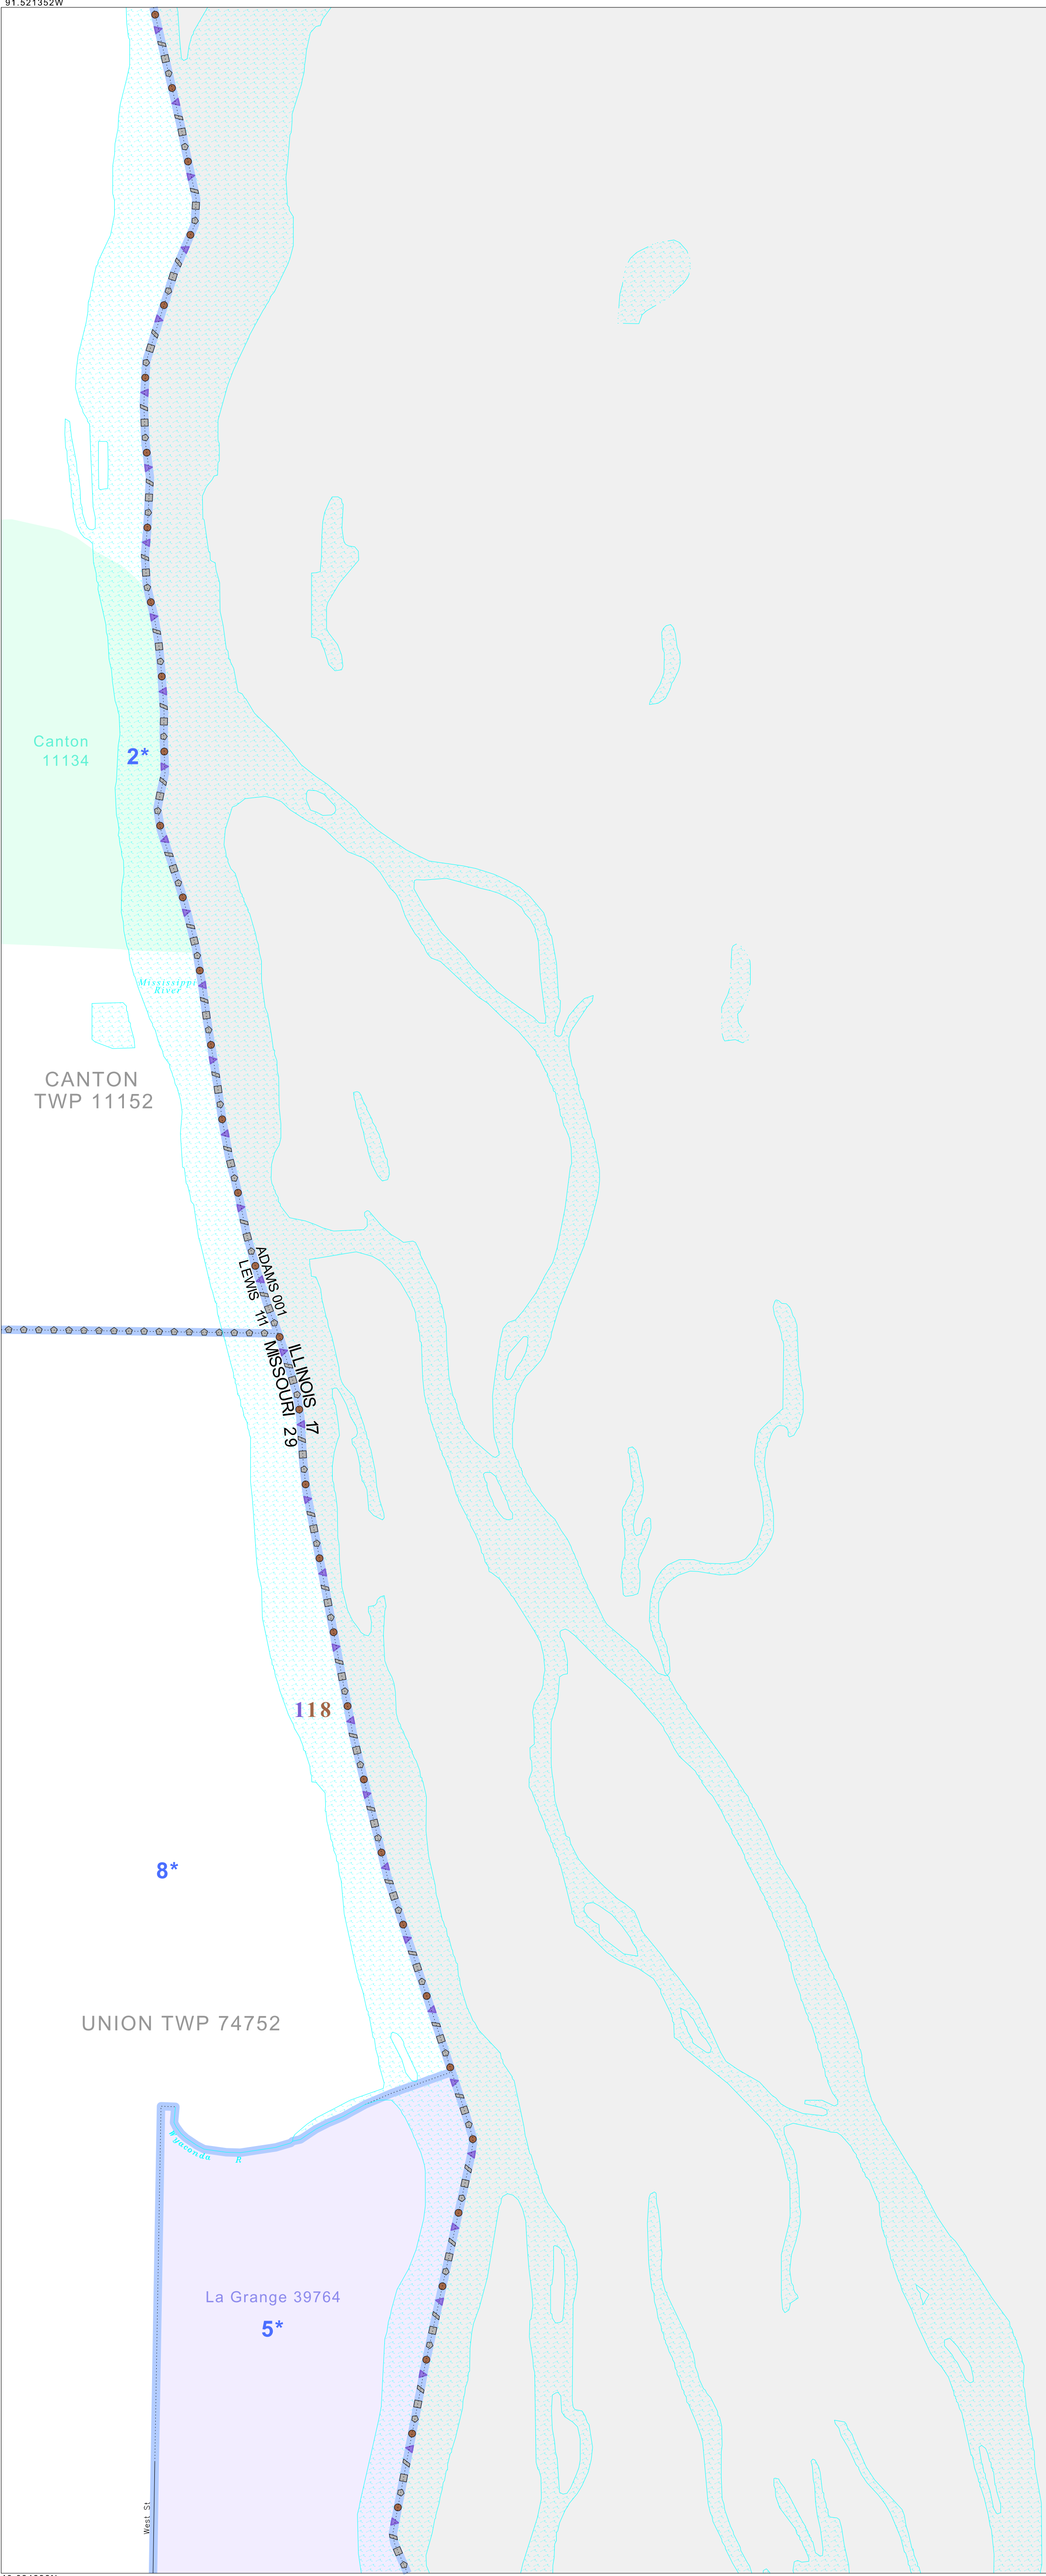 91.521352W
Canton
11134
2*
Mississippi
River
CANTON
TWP 11152
ADAMS 001
LEWIS 111
ILLINOIS 17
MISSOURI 29
118
8*
UNION TWP 74752
Wyaconda R
La Grange 39764
5*
West St